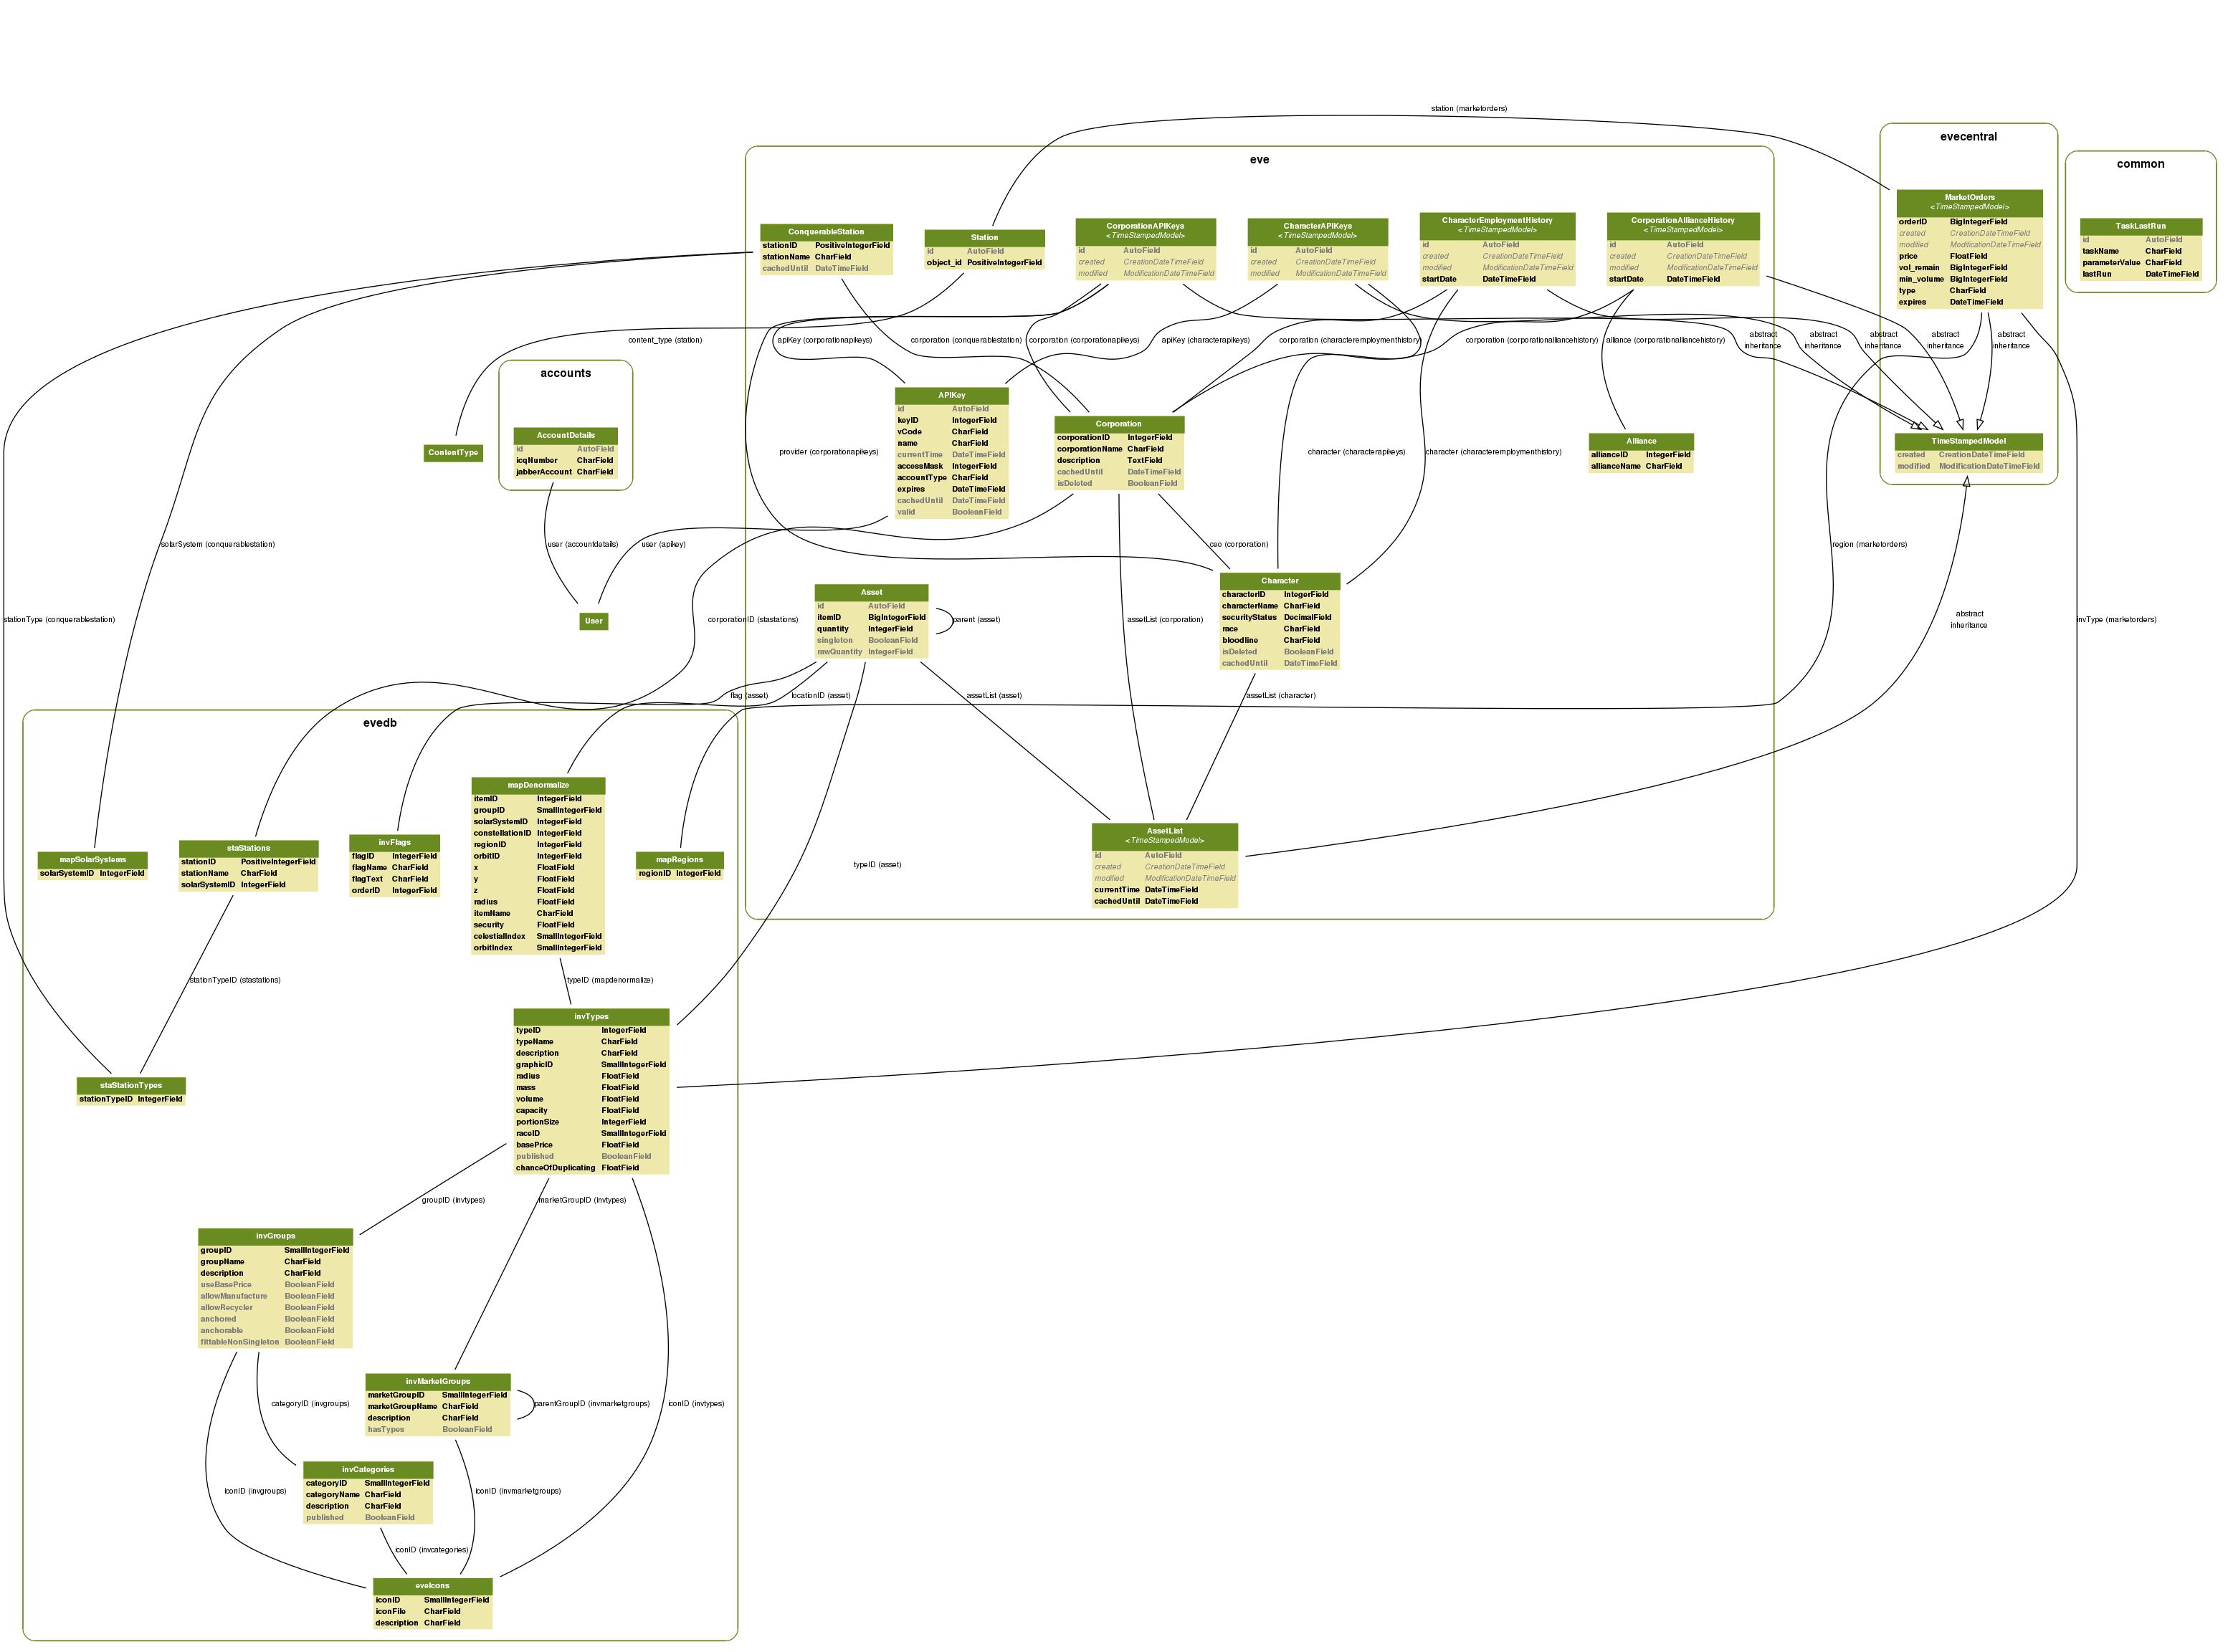 station (marketorders)
evecentral
eve
common
MarketOrders
<TimeStampedModel>
orderID BigIntegerField
created CreationDateTimeField
modified ModificationDateTimeField
price FloatField
vol_remain BigIntegerField
min_volume BigIntegerField
type CharField
expires DateTimeField
TaskLastRun
id AutoField
taskName CharField
parameterValue CharField
lastRun DateTimeField
ConquerableStation
stationID PositiveIntegerField
stationName CharField
cachedUntil DateTimeField
Station
id AutoField
object_id PositiveIntegerField
CorporationAPIKeys
<TimeStampedModel>
id AutoField
created CreationDateTimeField
modified ModificationDateTimeField
CharacterAPIKeys
<TimeStampedModel>
id AutoField
created CreationDateTimeField
modified ModificationDateTimeField
CharacterEmploymentHistory
<TimeStampedModel>
id AutoField
created CreationDateTimeField
modified ModificationDateTimeField
startDate DateTimeField
CorporationAllianceHistory
<TimeStampedModel>
id AutoField
created CreationDateTimeField
modified ModificationDateTimeField
startDate DateTimeField
content_type (station)
apiKey (corporationapikeys)
corporation (conquerablestation)
corporation (corporationapikeys)
apiKey (characterapikeys)
corporation (characteremploymenthistory)
corporation (corporationalliancehistory)
alliance (corporationalliancehistory)
abstract
inheritance
abstract
inheritance
abstract
inheritance
abstract
inheritance
abstract
inheritance
accounts
AccountDetails
id AutoField
icqNumber CharField
jabberAccount CharField
ContentType
APIKey
id AutoField
keyID IntegerField
vCode CharField
name CharField
currentTime DateTimeField
accessMask IntegerField
accountType CharField
expires DateTimeField
cachedUntil DateTimeField
valid BooleanField
Corporation
corporationID IntegerField
corporationName CharField
description TextField
cachedUntil DateTimeField
isDeleted BooleanField
Alliance
allianceID IntegerField
allianceName CharField
TimeStampedModel
created CreationDateTimeField
modified ModificationDateTimeField
provider (corporationapikeys)
character (characterapikeys)
character (characteremploymenthistory)
solarSystem (conquerablestation)
user (accountdetails)
user (apikey)
ceo (corporation)
region (marketorders)
stationType (conquerablestation)
User
corporationID (stastations)
Asset
id AutoField
itemID BigIntegerField
quantity IntegerField
singleton BooleanField
rawQuantity IntegerField
parent (asset)
assetList (corporation)
Character
characterID IntegerField
characterName CharField
securityStatus DecimalField
race CharField
bloodline CharField
isDeleted BooleanField
cachedUntil DateTimeField
abstract
inheritance
invType (marketorders)
flag (asset)
locationID (asset)
assetList (asset)
assetList (character)
evedb
mapSolarSystems
solarSystemID IntegerField
staStations
stationID PositiveIntegerField
stationName CharField
solarSystemID IntegerField
invFlags
flagID IntegerField
flagName CharField
flagText CharField
orderID IntegerField
mapDenormalize
itemID IntegerField
groupID SmallIntegerField
solarSystemID IntegerField
constellationID IntegerField
regionID IntegerField
orbitID IntegerField
x FloatField
y FloatField
z FloatField
radius FloatField
itemName CharField
security FloatField
celestialIndex SmallIntegerField
orbitIndex SmallIntegerField
mapRegions
regionID IntegerField
typeID (asset)
AssetList
<TimeStampedModel>
id AutoField
created CreationDateTimeField
modified ModificationDateTimeField
currentTime DateTimeField
cachedUntil DateTimeField
stationTypeID (stastations)
typeID (mapdenormalize)
staStationTypes
stationTypeID IntegerField
invTypes
typeID IntegerField
typeName CharField
description CharField
graphicID SmallIntegerField
radius FloatField
mass FloatField
volume FloatField
capacity FloatField
portionSize IntegerField
raceID SmallIntegerField
basePrice FloatField
published BooleanField
chanceOfDuplicating FloatField
groupID (invtypes)
marketGroupID (invtypes)
invGroups
groupID SmallIntegerField
groupName CharField
description CharField
useBasePrice BooleanField
allowManufacture BooleanField
allowRecycler BooleanField
anchored BooleanField
anchorable BooleanField
fittableNonSingleton BooleanField
invMarketGroups
marketGroupID SmallIntegerField
marketGroupName CharField
description CharField
hasTypes BooleanField
categoryID (invgroups)
parentGroupID (invmarketgroups)
iconID (invtypes)
invCategories
categoryID SmallIntegerField
categoryName CharField
description CharField
published BooleanField
iconID (invgroups)
iconID (invmarketgroups)
iconID (invcategories)
eveIcons
iconID SmallIntegerField
iconFile CharField
description CharField